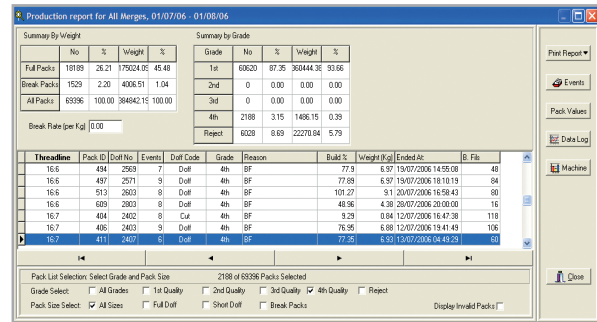 Production report for All Merges, 01/07/06 - 01/08/06
Summary By Weight
No % Weight %
Full Packs 18189 26.21 175024.09 45.48
Break Packs 1529 2.20 4006.51 1.04
All Packs 69396 100.00 384842.19 100.00
Break Rate (per Kg) 0.00
Summary by Grade
Grade No % Weight %
1st 60620 87.35 360444.38 93.66
2nd 0 0.00 0.00 0.00
3rd 0 0.00 0.00 0.00
4th 2188 3.15 1486.15 0.39
Reject 6028 8.69 22270.84 5.79
Print Report
Events
Pack Values
Data Log
Machine
Close
Threadline Pack ID Doff No Events Doff Code Grade Reason Build % Weight (Kg) Ended At: B. Fils
16:6 494 2569 7 Doff 4th BF 77.9 6.97 19/07/2006 14:55:08 48
16:6 497 2571 9 Doff 4th BF 77.89 6.97 19/07/2006 18:10:19 84
16:6 513 2603 8 Doff 4th BF 101.27 9.1 20/07/2006 16:58:43 80
16:6 609 2803 8 Doff 4th BF 48.96 4.38 28/07/2006 20:00:00 16
16:7 404 2402 8 Cut 4th BF 9.29 0.84 12/07/2006 16:47:38 118
16:7 406 2403 9 Doff 4th BF 76.95 6.88 12/07/2006 19:41:49 106
16:7 411 2407 6 Doff 4th BF 77.35 6.93 13/07/2006 04:49:29 60
Pack List Selection: Select Grade and Pack Size 2188 of 69396 Packs Selected
Grade Select: All Grades 1st Quality 2nd Quality 3rd Quality 4th Quality Reject
Pack Size Select: All Sizes Full Doff Short Doff Break Packs Display Invalid Packs